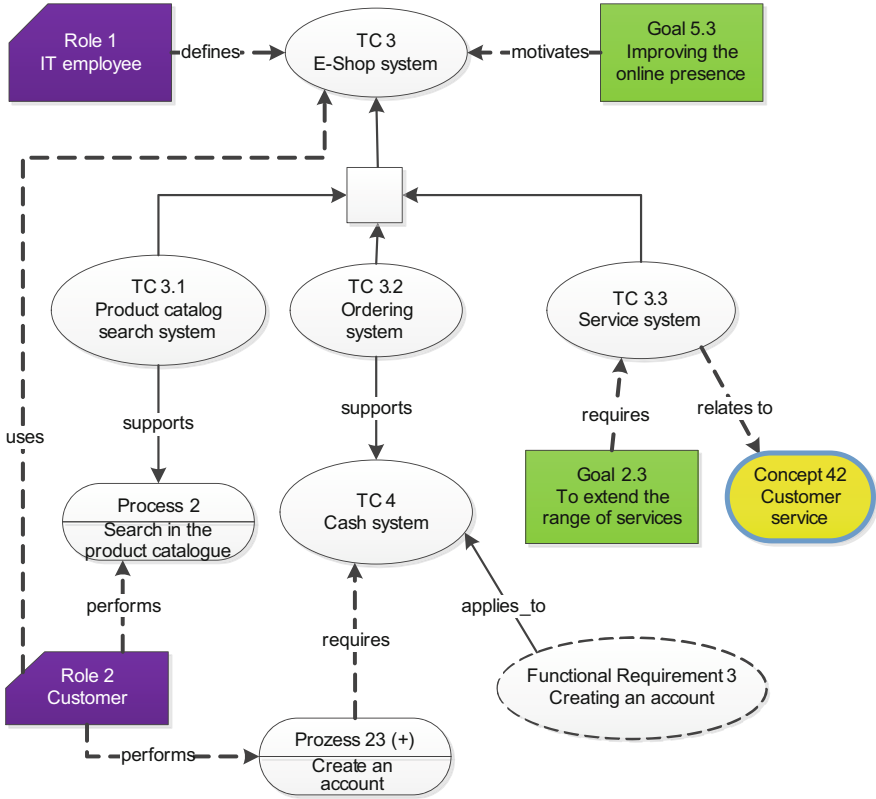 Role 1
IT employee
defines
TC 3
E-Shop system
motivates
Goal 5.3
Improving the
online presence
TC 3.1
Product catalog
search system
TC 3.2
Ordering
system
TC 3.3
Service system
uses
supports
supports
requires
relates to
Process 2
Search in the
product catalogue
TC 4
Cash system
Goal 2.3
To extend the
range of services
Concept 42
Customer
service
performs
requires
applies_to
Role 2
Customer
Functional Requirement 3
Creating an account
performs
Prozess 23 (+)
Create an
account